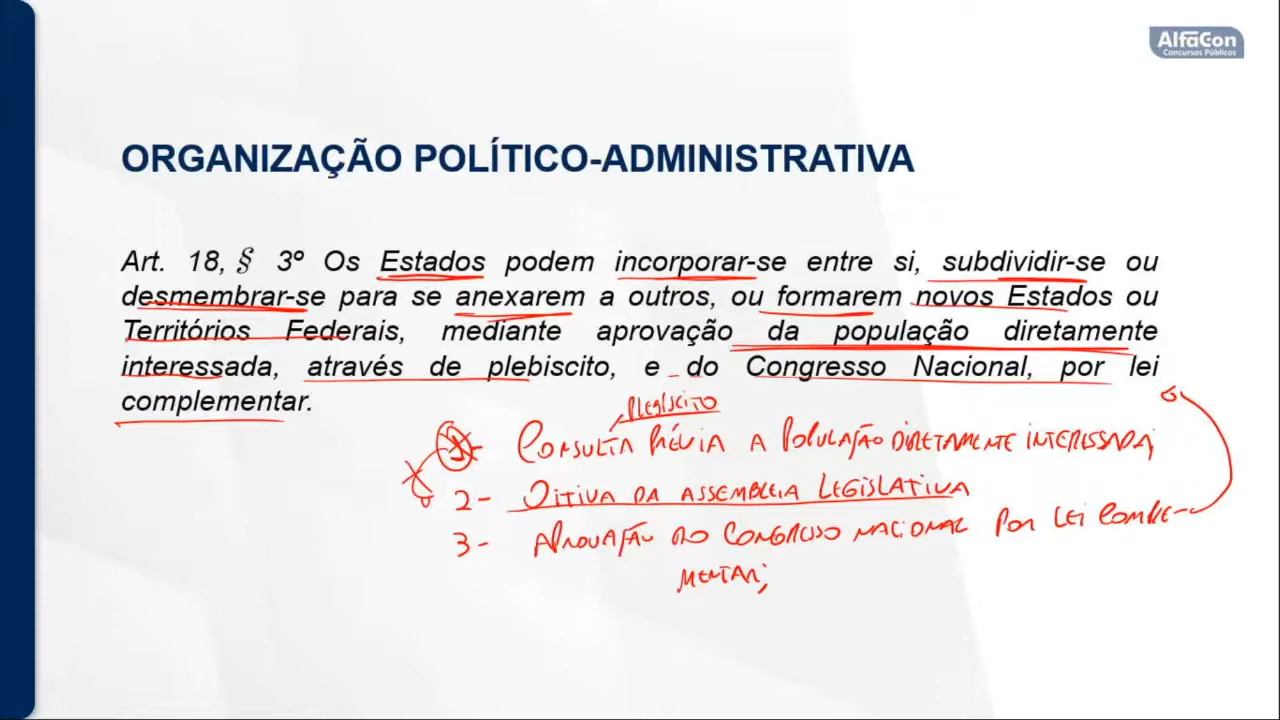 AlfaCon
Concursos Públicos
ORGANIZAÇÃO POLÍTICO-ADMINISTRATIVA
Art. 18, § 3º Os Estados podem incorporar-se entre si, subdividir-se ou
desmembrar-se para se anexarem a outros, ou formarem novos Estados ou
Territórios Federais, mediante aprovação da população diretamente
interessada, através de plebiscito, e do Congresso Nacional, por lei
complementar.
PLEBISCITO
1- CONSULTA PRÉVIA A POPULAÇÃO DIRETAMENTE INTERESSADA;
2- OITIVA DA ASSEMBLEIA LEGISLATIVA
3- APROVAÇÃO DO CONGRESSO NACIONAL POR LEI COMPLE-
MENTAR;